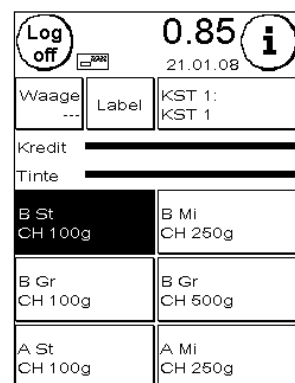 Log off
0.85
i
21.01.08
Waage
---
Label
KST 1:
KST 1
Kredit
Tinte
B St
CH 100g
B Mi
CH 250g
B Gr
CH 100g
B Gr
CH 500g
A St
CH 100g
A Mi
CH 250g